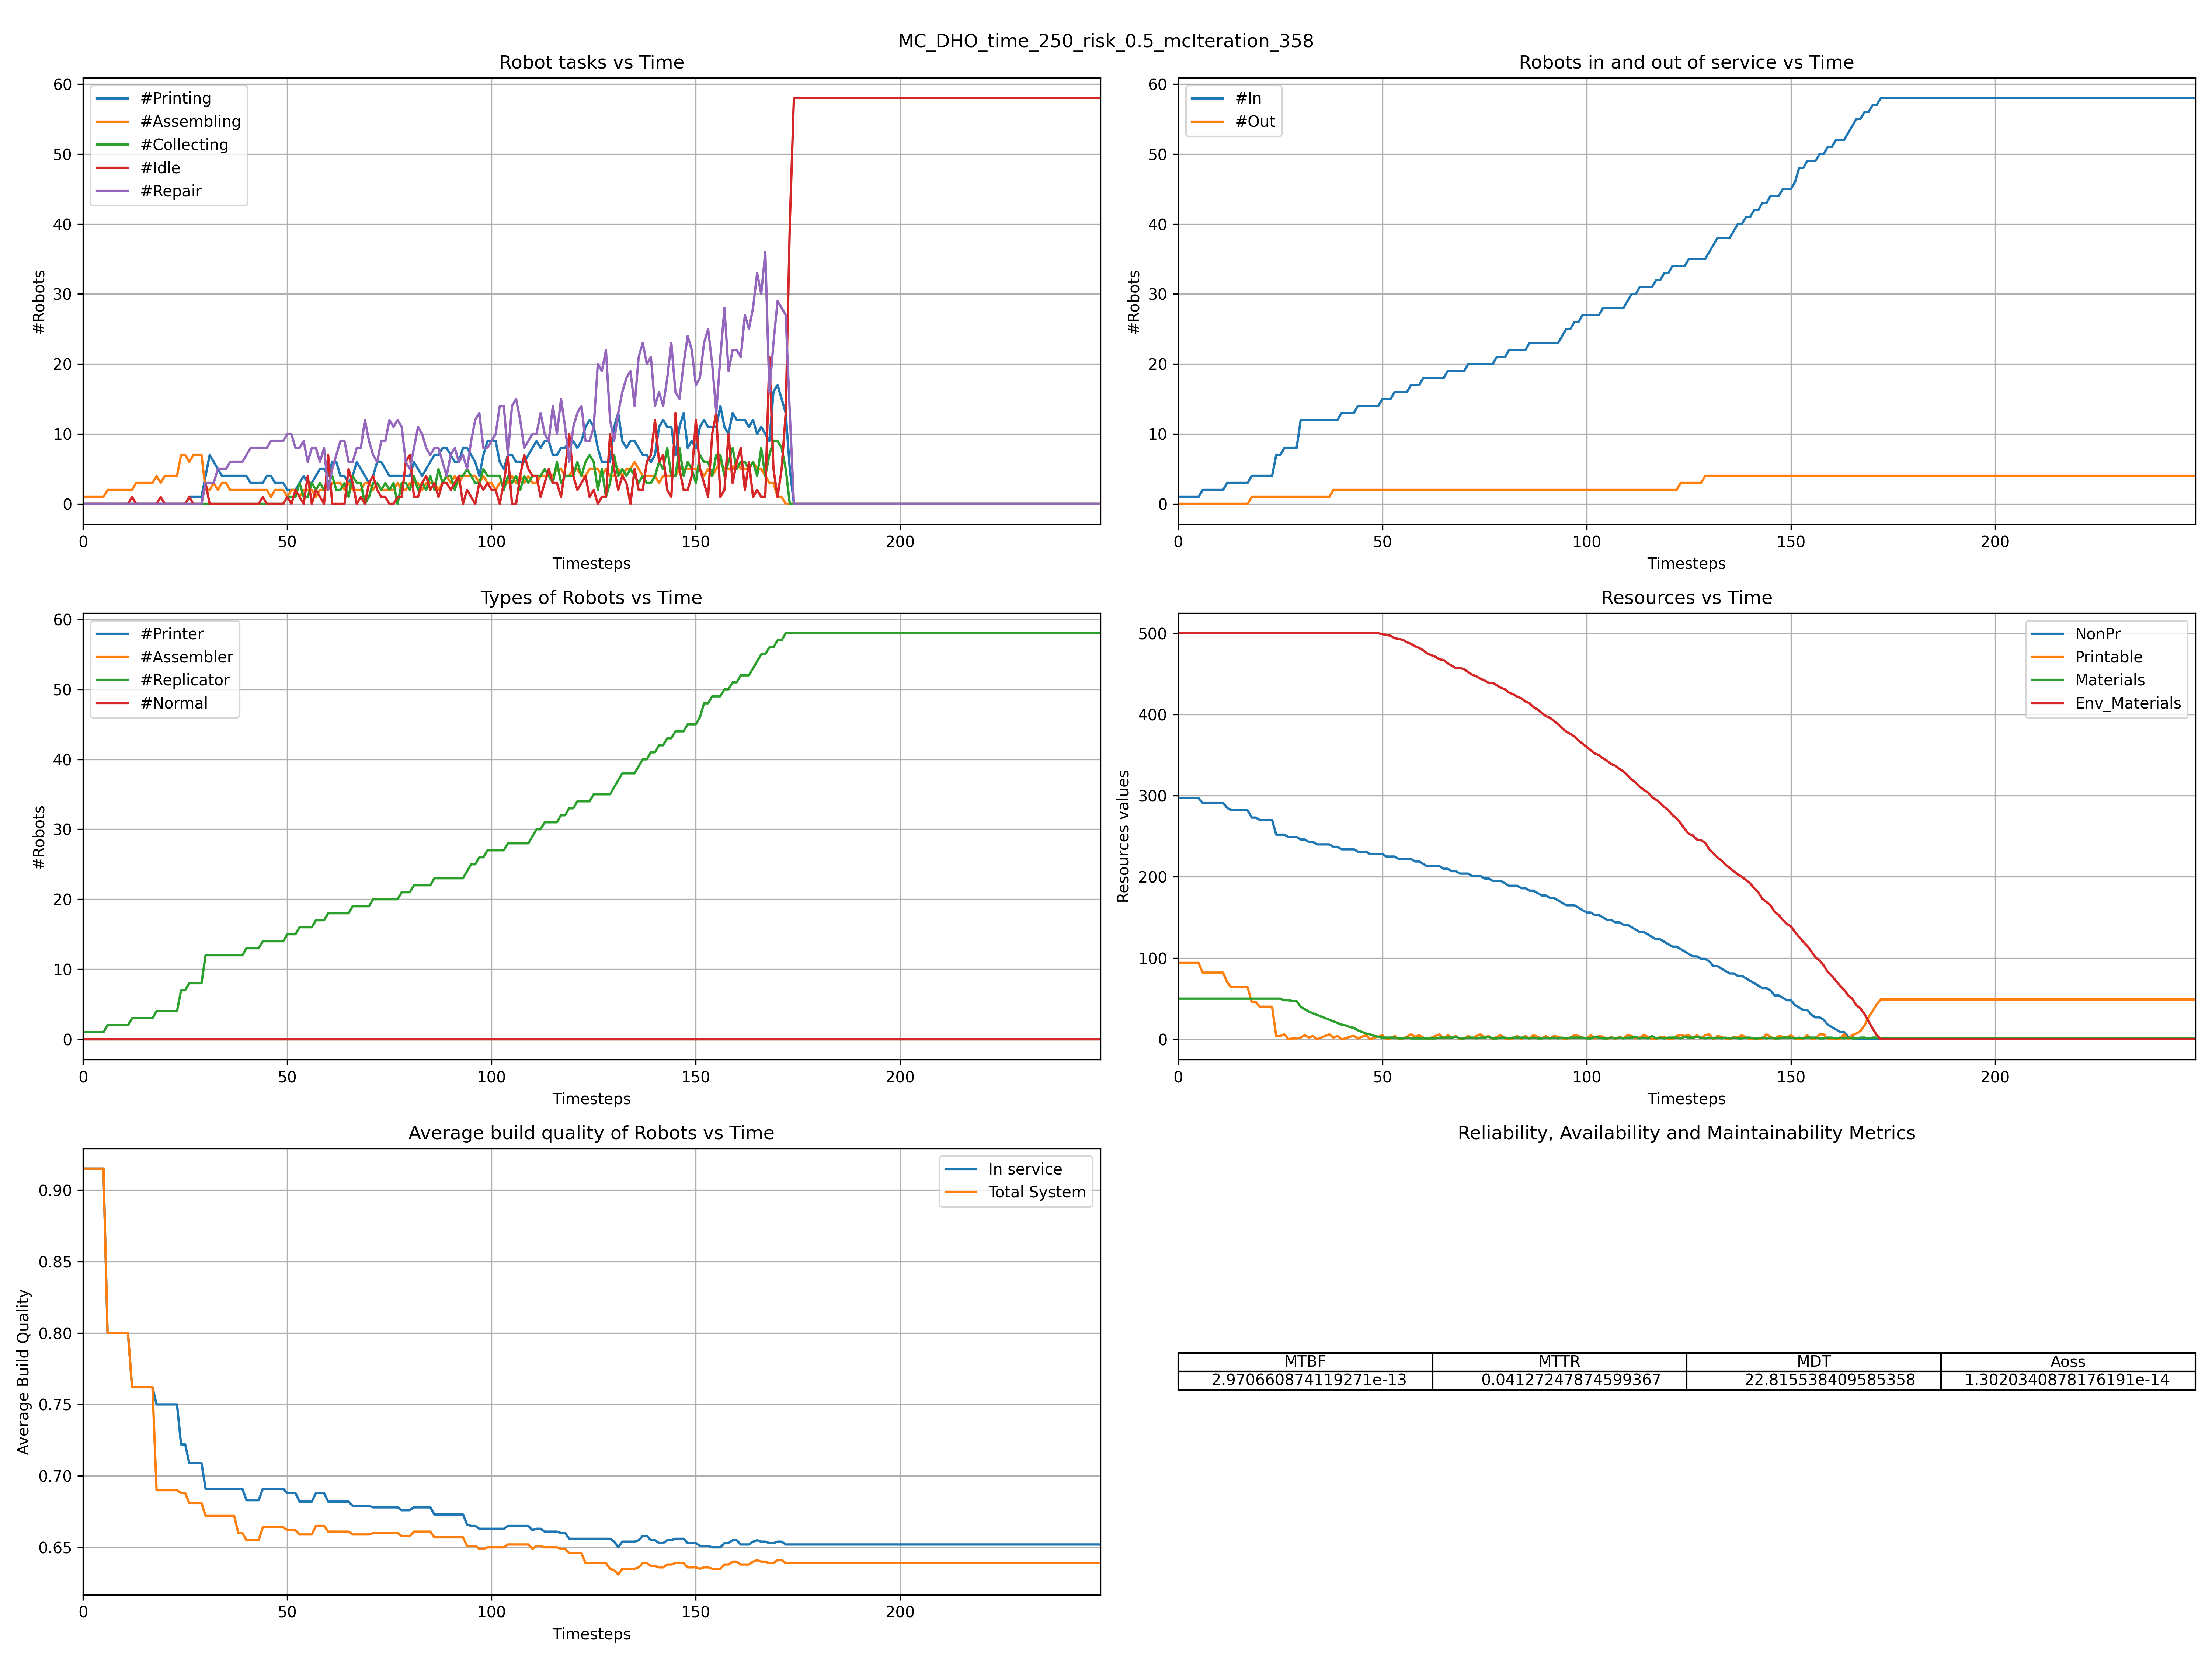 MC_DHO_time_250_risk_0.5_mcIteration_358
Robot tasks vs Time
#Printing
#Assembling
#Collecting
#Idle
#Repair
#Robots
60
50
40
30
20
10
0
0 50 100 150 200
Timesteps
Robots in and out of service vs Time
#In
#Out
#Robots
60
50
40
30
20
10
0
0 50 100 150 200
Timesteps
Types of Robots vs Time
#Printer
#Assembler
#Replicator
#Normal
#Robots
60
50
40
30
20
10
0
0 50 100 150 200
Timesteps
Resources vs Time
NonPr
Printable
Materials
Env_Materials
Resources values
500
400
300
200
100
0
0 50 100 150 200
Timesteps
Average build quality of Robots vs Time
In service
Total System
Average Build Quality
0.90
0.85
0.80
0.75
0.70
0.65
0 50 100 150 200
Timesteps
Reliability, Availability and Maintainability Metrics
MTBF MTTR MDT Aoss
2.970660874119271e-13 0.04127247874599367 22.815538409585358 1.3020340878176191e-14